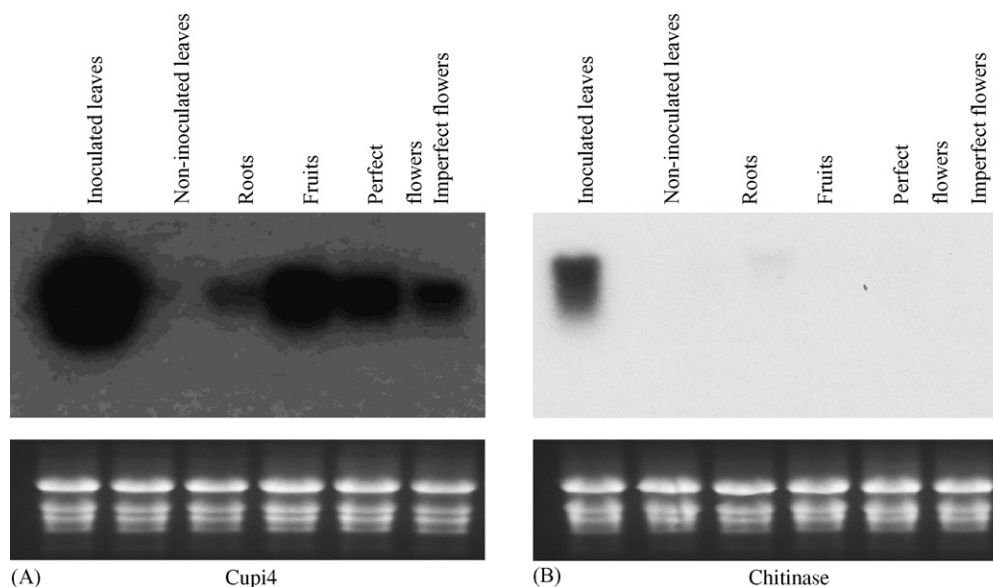 Inoculated leaves
Non-inoculated leaves
Roots
Fruits
Perfect
flowers
Imperfect flowers
Inoculated leaves
Non-inoculated leaves
Roots
Fruits
Perfect
flowers
Imperfect flowers
(A) Cupi4
(B) Chitinase